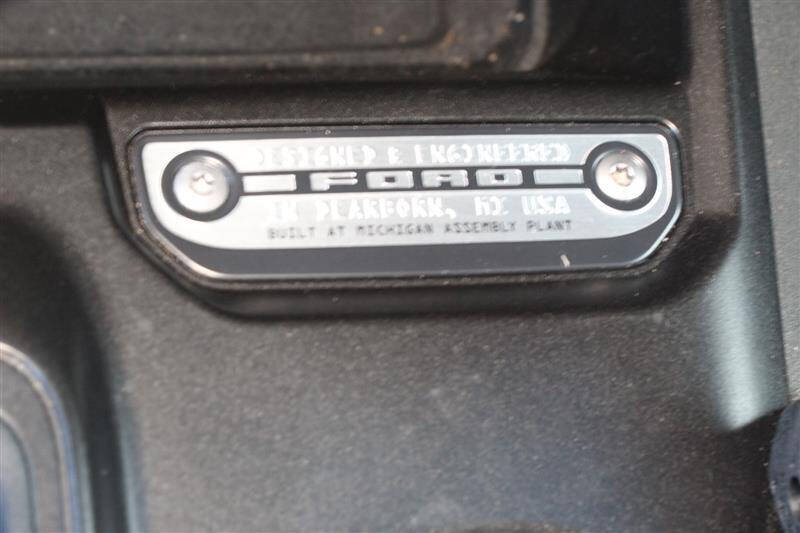 DESIGNED & ENGINEERED
FORD
IN DEARBORN, MI USA
BUILT AT MICHIGAN ASSEMBLY PLANT